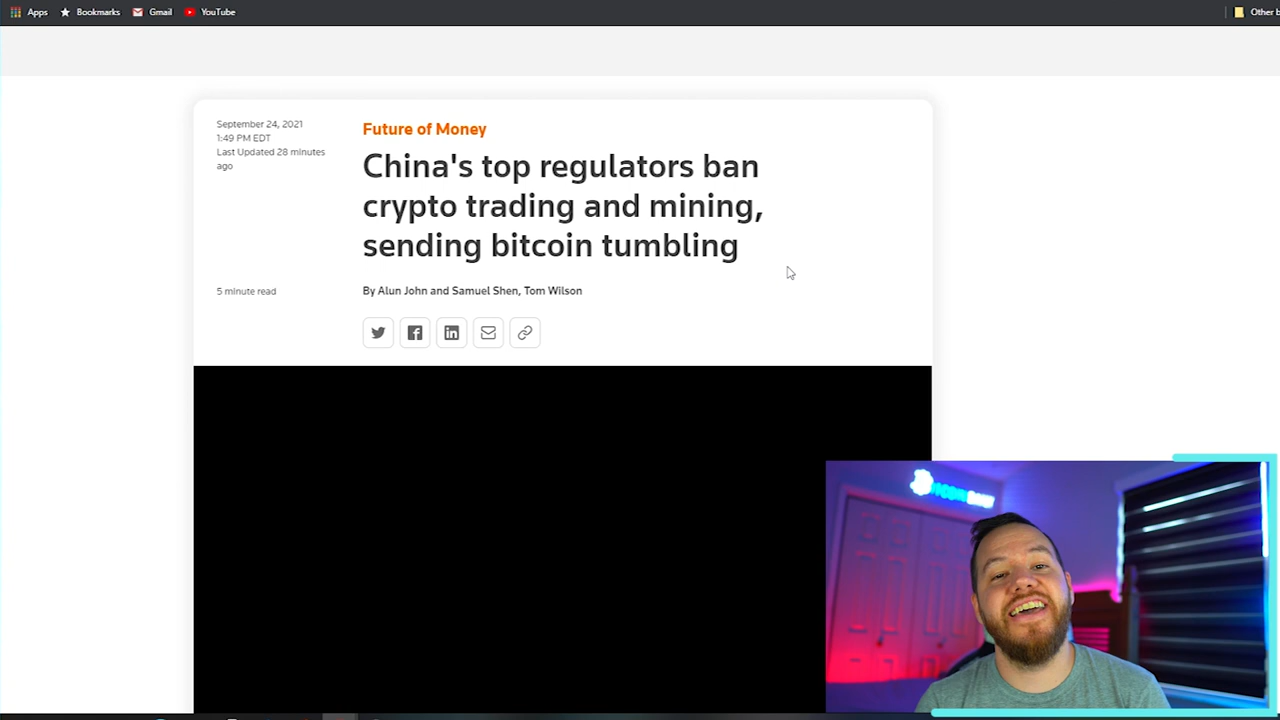 Apps
Bookmarks
Gmail
YouTube
Other b
September 24, 2021
1:49 PM EDT
Last Updated 28 minutes
ago
Future of Money
China's top regulators ban
crypto trading and mining,
sending bitcoin tumbling
5 minute read
By Alun John and Samuel Shen, Tom Wilson